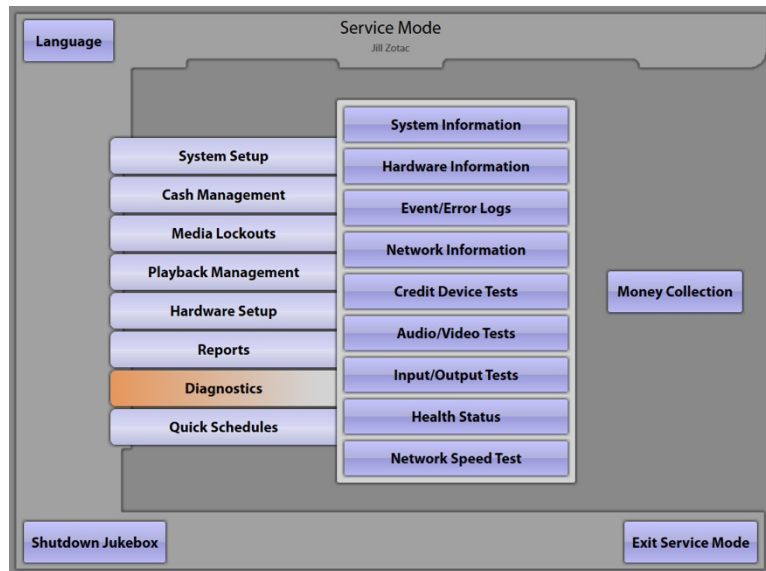 Language
Service Mode
Jill Zotac
System Setup
Cash Management
Media Lockouts
Playback Management
Hardware Setup
Reports
Diagnostics
Quick Schedules
System Information
Hardware Information
Event/Error Logs
Network Information
Credit Device Tests
Audio/Video Tests
Input/Output Tests
Health Status
Network Speed Test
Money Collection
Shutdown Jukebox
Exit Service Mode